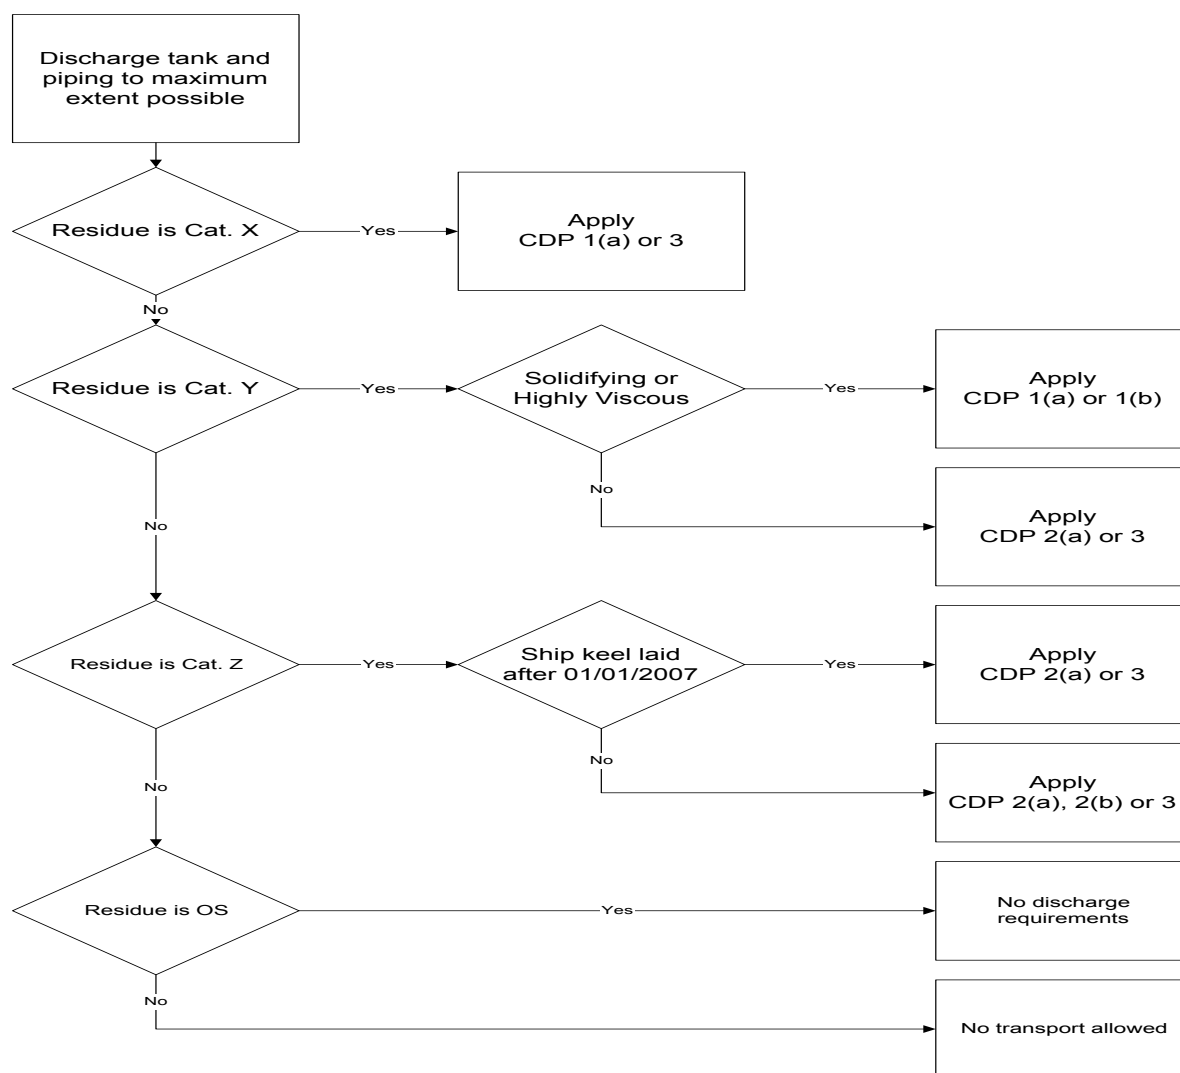 Discharge tank and
piping to maximum
extent possible
Residue is Cat. X
Yes
Apply
CDP 1(a) or 3
No
Residue is Cat. Y
Yes
Solidifying or
Highly Viscous
Yes
Apply
CDP 1(a) or 1(b)
No
Apply
CDP 2(a) or 3
No
Residue is Cat. Z
Yes
Ship keel laid
after 01/01/2007
Yes
Apply
CDP 2(a) or 3
No
Apply
CDP 2(a), 2(b) or 3
No
Residue is OS
Yes
No discharge
requirements
No
No transport allowed